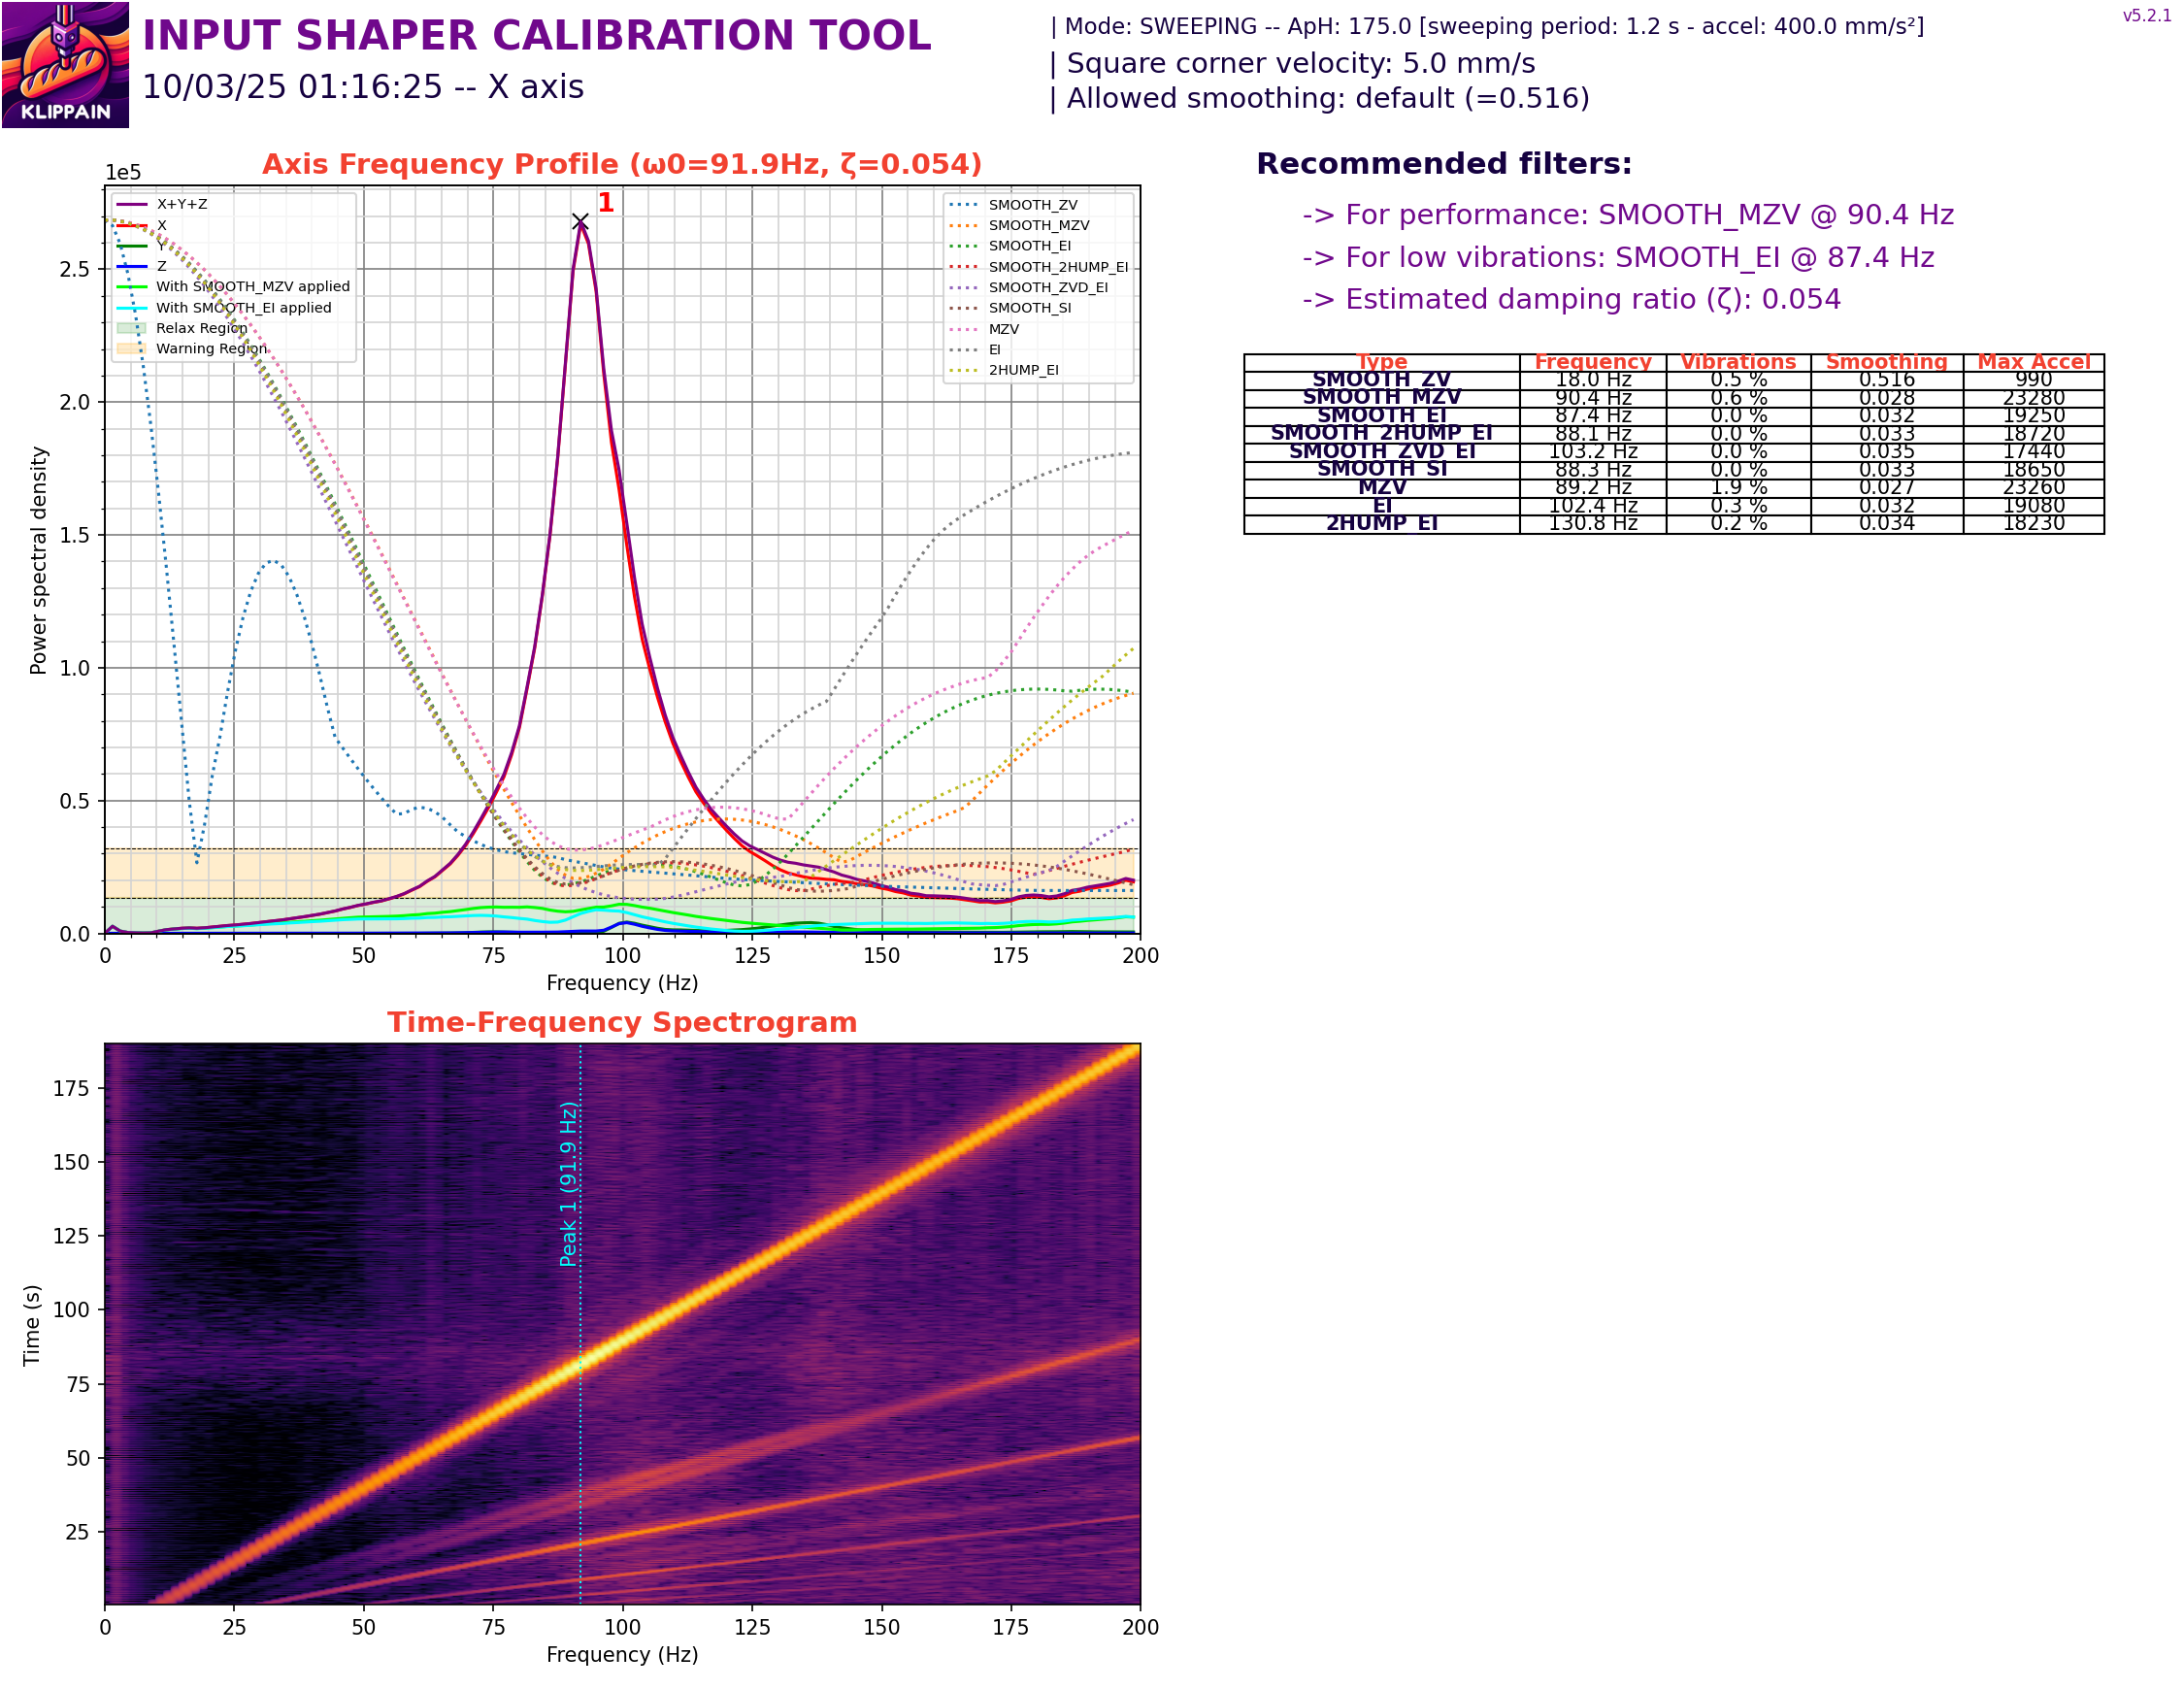 KLIPPAIN
INPUT SHAPER CALIBRATION TOOL
10/03/25 01:16:25 -- X axis
| Mode: SWEEPING -- ApH: 175.0 [sweeping period: 1.2 s - accel: 400.0 mm/s²]
| Square corner velocity: 5.0 mm/s
| Allowed smoothing: default (=0.516)
v5.2.1
Axis Frequency Profile (ω0=91.9Hz, ζ=0.054)
1e5
1
X+Y+Z
X
Y
Z
With SMOOTH_MZV applied
With SMOOTH_EI applied
Relax Region
Warning Region
SMOOTH_ZV
SMOOTH_MZV
SMOOTH_EI
SMOOTH_2HUMP_EI
SMOOTH_ZVD_EI
SMOOTH_SI
MZV
EI
2HUMP_EI
Power spectral density
2.5
2.0
1.5
1.0
0.5
0.0
0 25 50 75 100 125 150 175 200
Frequency (Hz)
Recommended filters:
-> For performance: SMOOTH_MZV @ 90.4 Hz
-> For low vibrations: SMOOTH_EI @ 87.4 Hz
-> Estimated damping ratio (ζ): 0.054
Type Frequency Vibrations Smoothing Max Accel
SMOOTH_ZV 18.0 Hz 0.5 % 0.516 990
SMOOTH_MZV 90.4 Hz 0.6 % 0.028 23280
SMOOTH_EI 87.4 Hz 0.0 % 0.032 19250
SMOOTH_2HUMP_EI 88.1 Hz 0.0 % 0.033 18720
SMOOTH_ZVD_EI 103.2 Hz 0.0 % 0.035 17440
SMOOTH_SI 88.3 Hz 0.0 % 0.033 18650
MZV 89.2 Hz 1.9 % 0.027 23260
EI 102.4 Hz 0.3 % 0.032 19080
2HUMP_EI 130.8 Hz 0.2 % 0.034 18230
Time-Frequency Spectrogram
Peak 1 (91.9 Hz)
Time (s)
175
150
125
100
75
50
25
0 25 50 75 100 125 150 175 200
Frequency (Hz)